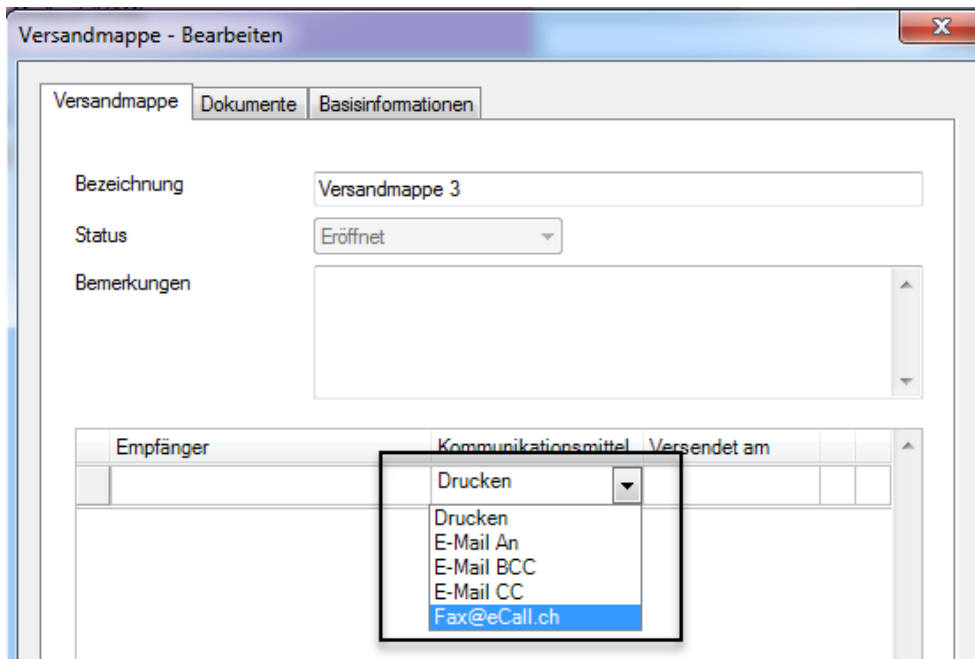 Versandmappe - Bearbeiten
Versandmappe Dokumente Basisinformationen
Bezeichnung Versandmappe 3
Status Eröffnet
Bemerkungen
Empfänger Kommunikationsmittel Versendet am
Drucken
Drucken
E-Mail An
E-Mail BCC
E-Mail CC
Fax@eCall.ch